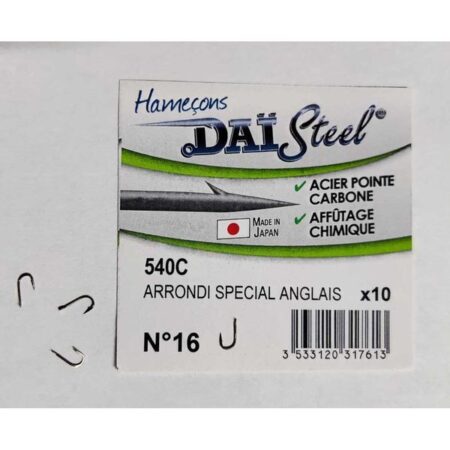 Hameçons
DAÏ Steel®
✓ ACIER POINTE
CARBONE
✓ AFFÛTAGE
CHIMIQUE
MADE IN
JAPAN
540C
ARRONDI SPECIAL ANGLAIS x10
N°16
3 533120 317613